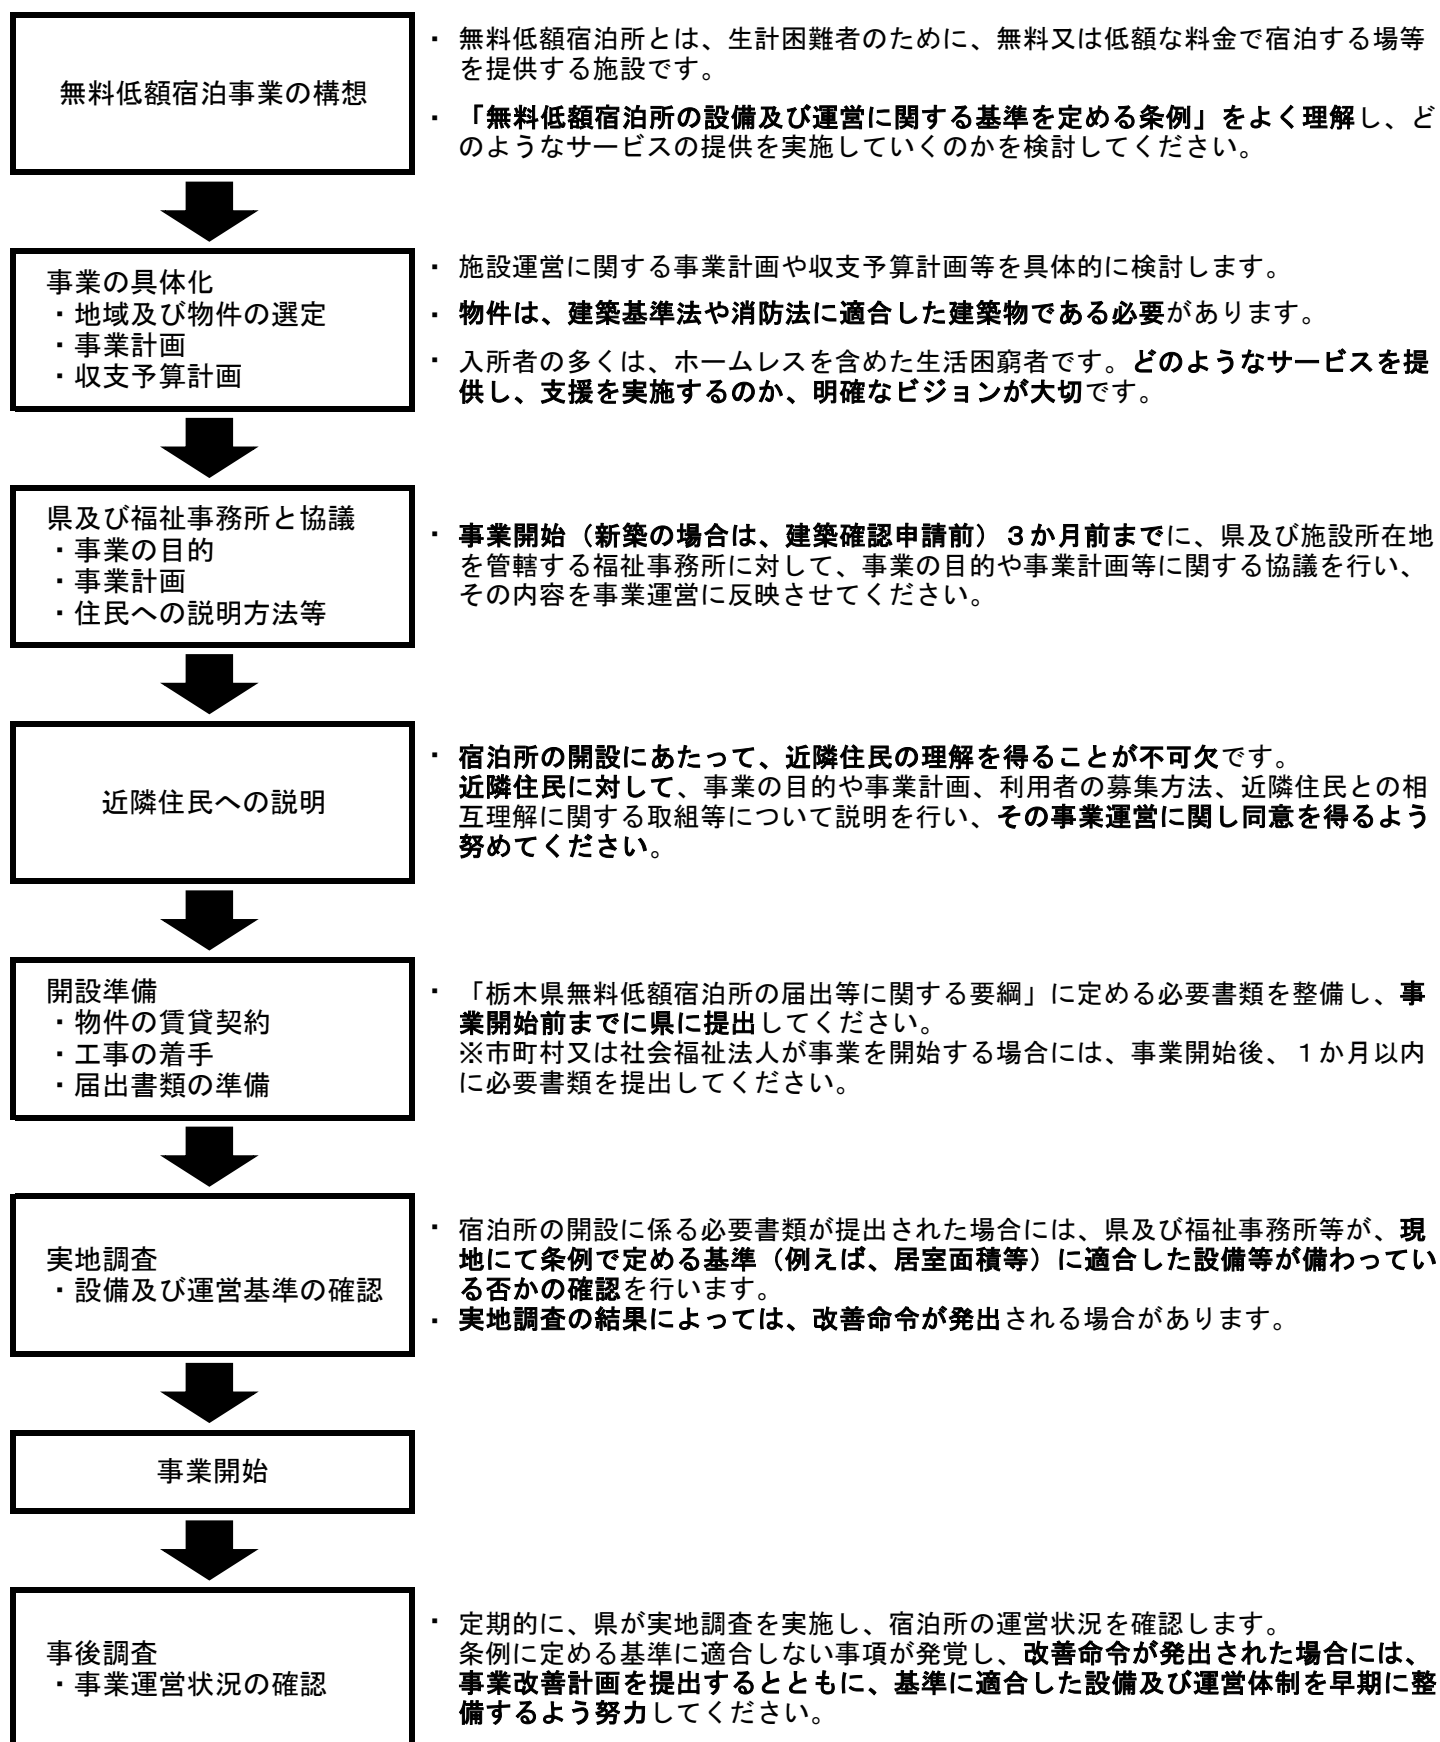 無料低額宿泊事業の構想
・ 無料低額宿泊所とは、生計困難者のために、無料又は低額な料金で宿泊する場等
を提供する施設です。
・ 「無料低額宿泊所の設備及び運営に関する基準を定める条例」をよく理解し、ど
のようなサービスの提供を実施していくのかを検討してください。
事業の具体化
・地域及び物件の選定
・事業計画
・収支予算計画
・ 施設運営に関する事業計画や収支予算計画等を具体的に検討します。
・ 物件は、建築基準法や消防法に適合した建築物である必要があります。
・ 入所者の多くは、ホームレスを含めた生活困窮者です。どのようなサービスを提
供し、支援を実施するのか、明確なビジョンが大切です。
県及び福祉事務所と協議
・事業の目的
・事業計画
・住民への説明方法等
・ 事業開始（新築の場合は、建築確認申請前）３か月前までに、県及び施設所在地
を管轄する福祉事務所に対して、事業の目的や事業計画等に関する協議を行い、
その内容を事業運営に反映させてください。
近隣住民への説明
・ 宿泊所の開設にあたって、近隣住民の理解を得ることが不可欠です。
近隣住民に対して、事業の目的や事業計画、利用者の募集方法、近隣住民との相
互理解に関する取組等について説明を行い、その事業運営に関し同意を得るよう
努めてください。
開設準備
・物件の賃貸契約
・工事の着手
・届出書類の準備
・ 「栃木県無料低額宿泊所の届出等に関する要綱」に定める必要書類を整備し、事
業開始前までに県に提出してください。
※市町村又は社会福祉法人が事業を開始する場合には、事業開始後、１か月以内
に必要書類を提出してください。
実地調査
・設備及び運営基準の確認
・ 宿泊所の開設に係る必要書類が提出された場合には、県及び福祉事務所等が、現
地にて条例で定める基準（例えば、居室面積等）に適合した設備等が備わってい
る否かの確認を行います。
・ 実地調査の結果によっては、改善命令が発出される場合があります。
事業開始
事後調査
・事業運営状況の確認
・ 定期的に、県が実地調査を実施し、宿泊所の運営状況を確認します。
条例に定める基準に適合しない事項が発覚し、改善命令が発出された場合には、
事業改善計画を提出するとともに、基準に適合した設備及び運営体制を早期に整
備するよう努力してください。